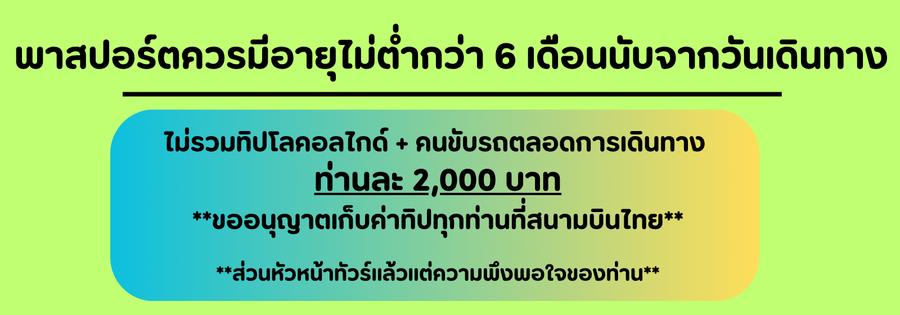 พาสปอร์ตควรมีอายุไม่ต่ำกว่า 6 เดือนนับจากวันเดินทาง
ไม่รวมทิปโลคอลไกด์ + คนขับรถตลอดการเดินทาง
ท่านละ 2,000 บาท
**ขออนุญาตเก็บค่าทิปทุกท่านที่สนามบินไทย**
**ส่วนหัวหน้าทัวร์แล้วแต่ความพึงพอใจของท่าน**